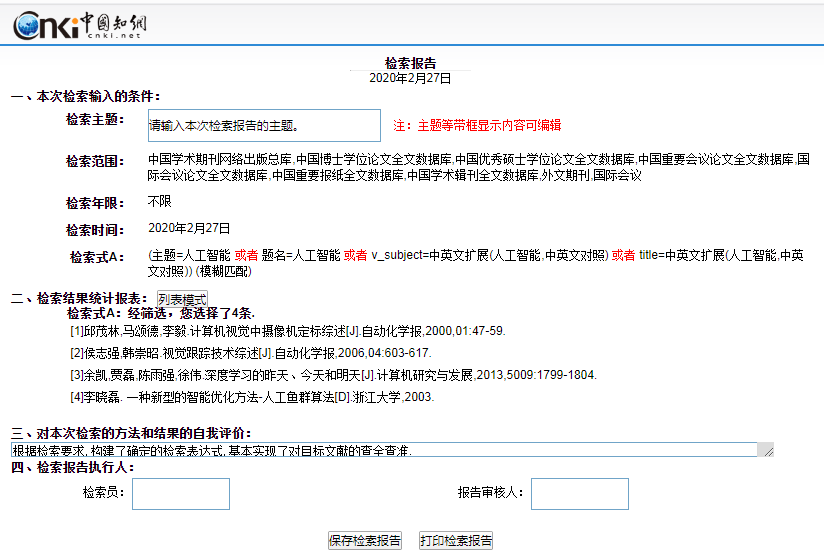 Cnki中国知網
cnki.net
检索报告
2020年2月27日
一、本次检索输入的条件：
检索主题： 请输入本次检索报告的主题。 注：主题等带框显示内容可编辑
检索范围： 中国学术期刊网络出版总库,中国博士学位论文全文数据库,中国优秀硕士学位论文全文数据库,中国重要会议论文全文数据库,国
际会议论文全文数据库,中国重要报纸全文数据库,中国学术辑刊全文数据库,外文期刊,国际会议
检索年限： 不限
检索时间： 2020年2月27日
检索式A： (主题=人工智能 或者 题名=人工智能 或者 v_subject=中英文扩展(人工智能,中英文对照) 或者 title=中英文扩展(人工智能,中英
文对照)) (模糊匹配)
二、检索结果统计报表： 列表模式
检索式A：经筛选，您选择了4条.
[1]邱茂林,马颂德,李毅.计算机视觉中摄像机定标综述[J].自动化学报,2000,01:47-59.
[2]侯志强,韩崇昭.视觉跟踪技术综述[J].自动化学报,2006,04:603-617.
[3]余凯,贾磊,陈雨强,徐伟.深度学习的昨天、今天和明天[J].计算机研究与发展,2013,5009:1799-1804.
[4]李晓磊. 一种新型的智能优化方法-人工鱼群算法[D].浙江大学,2003.
三、对本次检索的方法和结果的自我评价：
根据检索要求, 构建了确定的检索表达式, 基本实现了对目标文献的查全查准.
四、检索报告执行人：
检索员： 报告审核人：
保存检索报告 打印检索报告